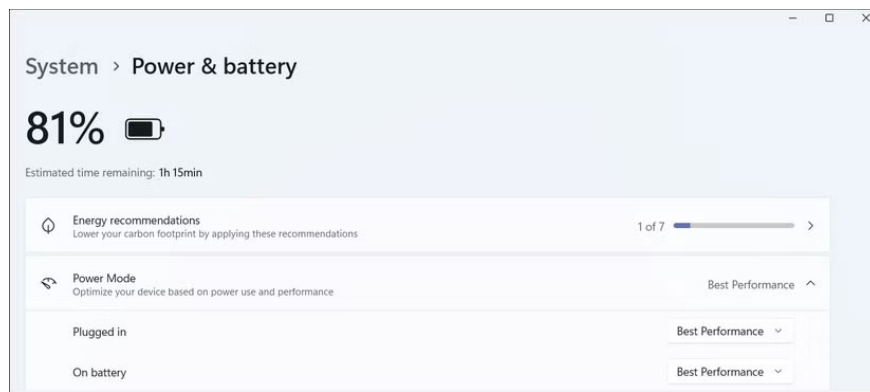 System > Power & battery
81%
Estimated time remaining: 1h 15min
Energy recommendations
Lower your carbon footprint by applying these recommendations
1 of 7
Power Mode
Optimize your device based on power use and performance
Best Performance
Plugged in
Best Performance
On battery
Best Performance